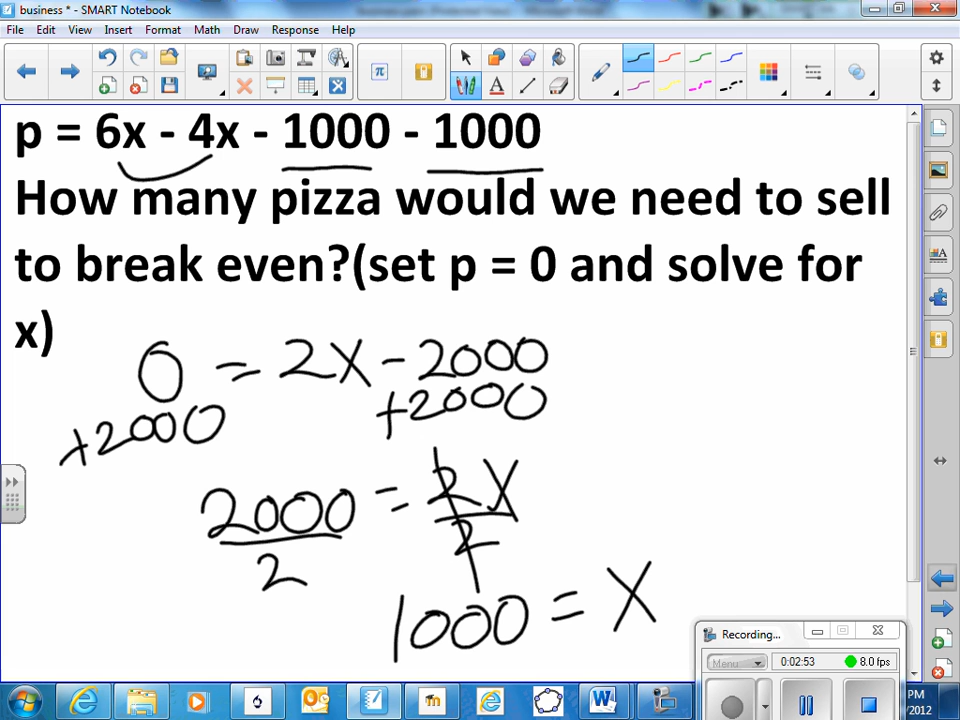 business * - SMART Notebook
File Edit View Insert Format Math Draw Response Help
p = 6x - 4x - 1000 - 1000
How many pizza would we need to sell
to break even?(set p = 0 and solve for
x)
0 = 2x - 2000
+2000 +2000
2000 = 2x
2 2
1000 = x
Recording...
Menu 0:02:53 8.0 fps
PM
/2012